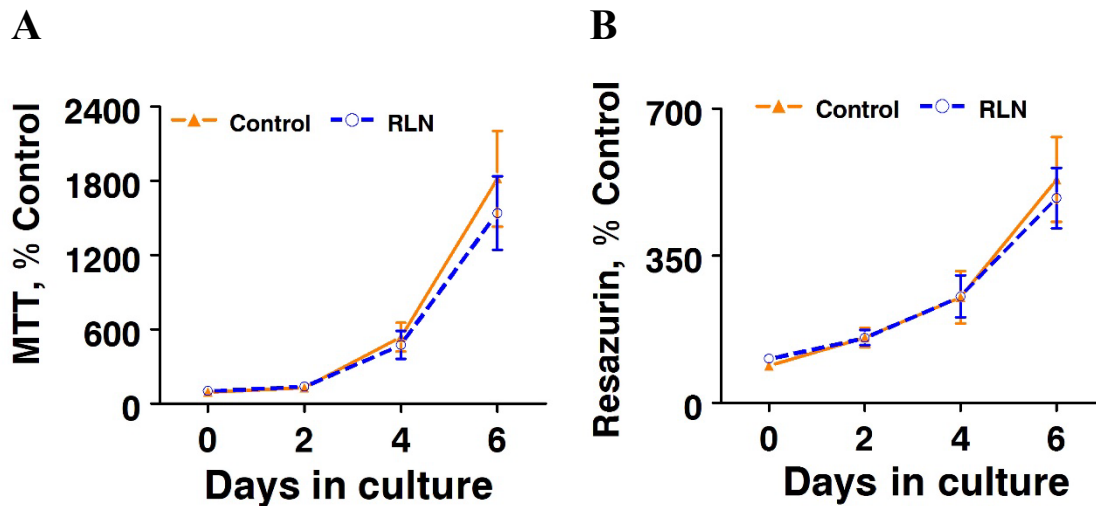 A
MTT, % Control
2400
1800
1200
600
0
Control RLN
0 2 4 6
Days in culture
B
Resazurin, % Control
700
350
0
Control RLN
0 2 4 6
Days in culture